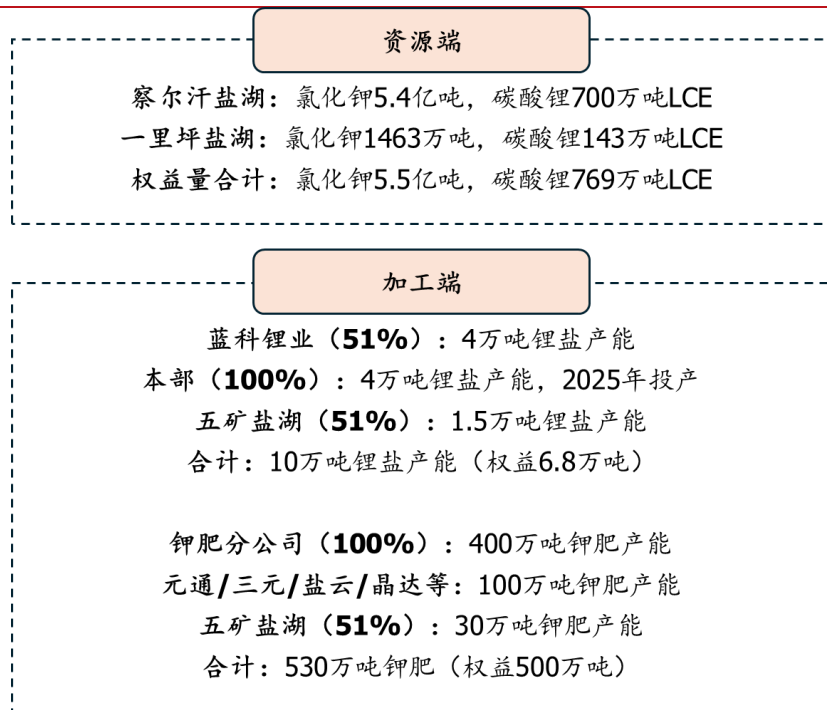 资源端
察尔汗盐湖：氯化钾5.4亿吨，碳酸锂700万吨LCE
一里坪盐湖：氯化钾1463万吨，碳酸锂143万吨LCE
权益量合计：氯化钾5.5亿吨，碳酸锂769万吨LCE
加工端
蓝科锂业（51%）：4万吨锂盐产能
本部（100%）：4万吨锂盐产能，2025年投产
五矿盐湖（51%）：1.5万吨锂盐产能
合计：10万吨锂盐产能（权益6.8万吨）
钾肥分公司（100%）：400万吨钾肥产能
元通/三元/盐云/晶达等：100万吨钾肥产能
五矿盐湖（51%）：30万吨钾肥产能
合计：530万吨钾肥（权益500万吨）